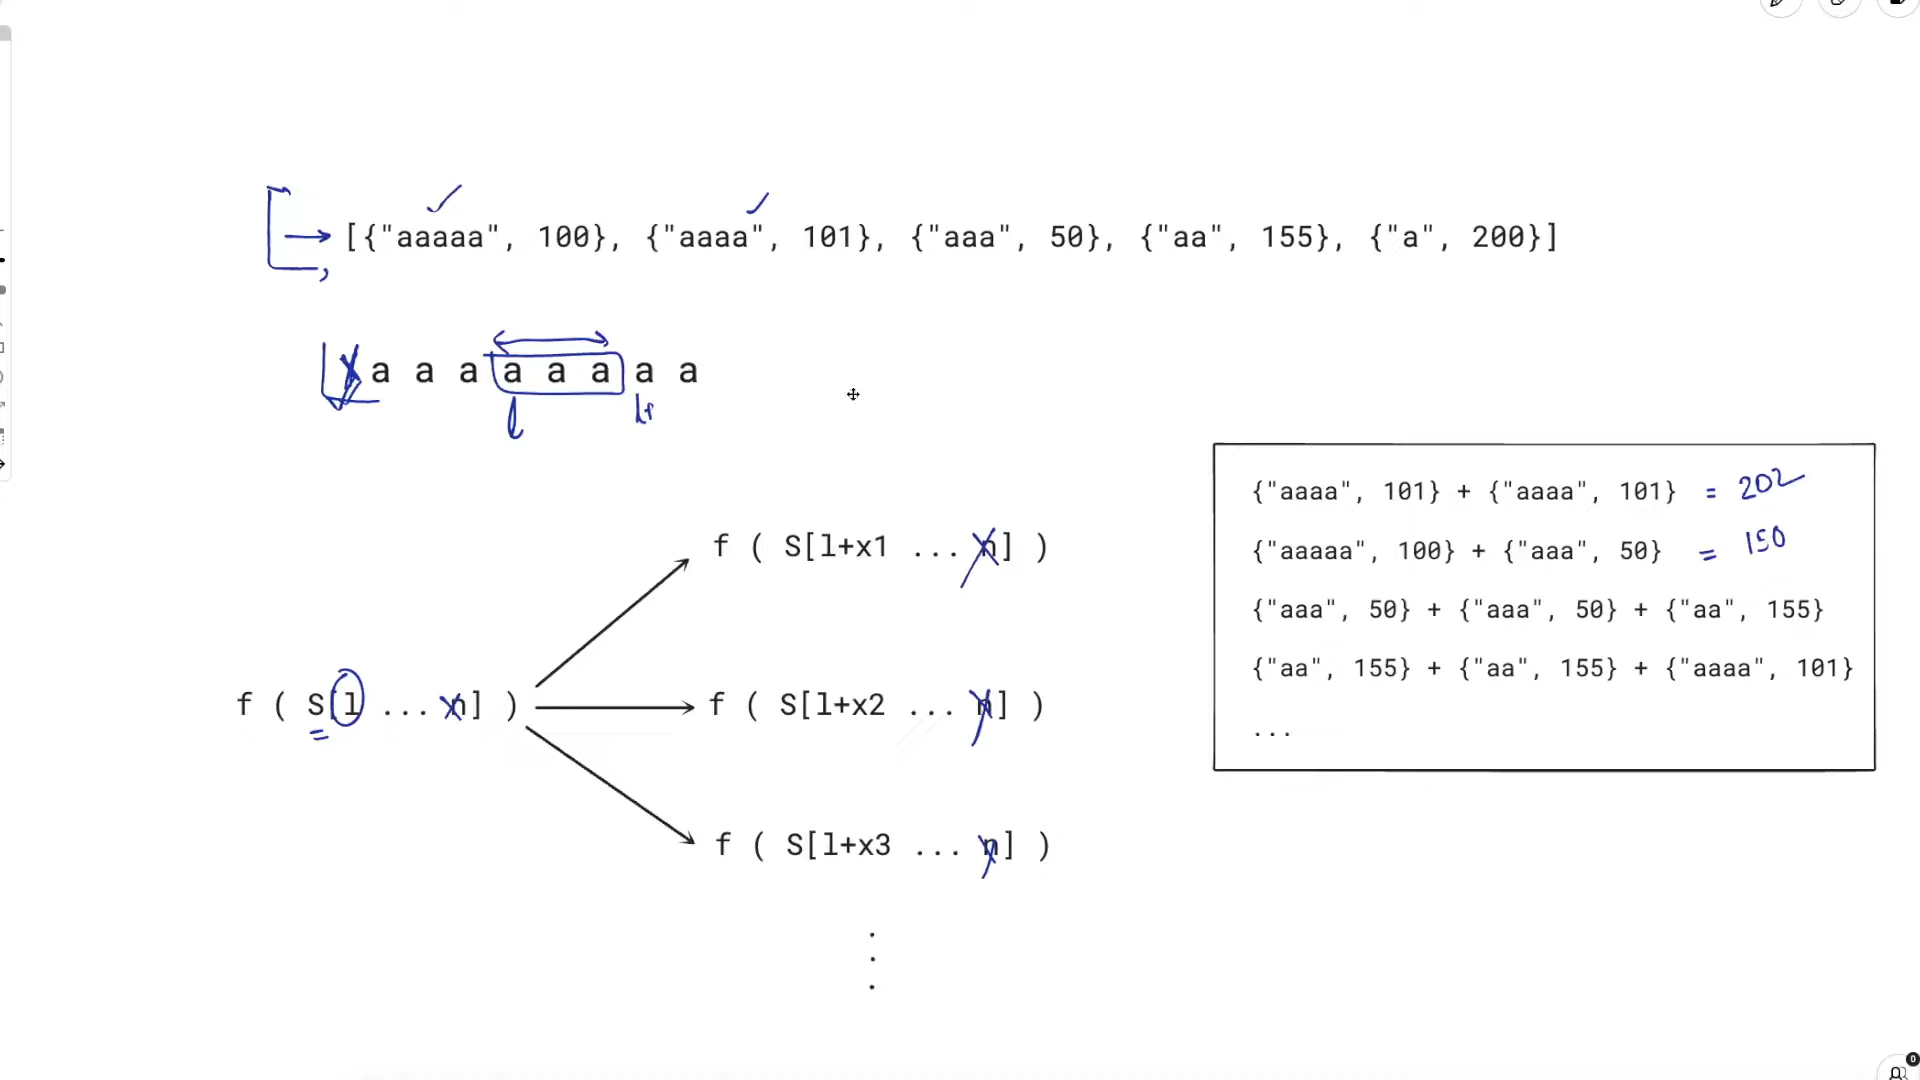 [{"aaaaa", 100}, {"aaaa", 101}, {"aaa", 50}, {"aa", 155}, {"a", 200}]
a a a a a a a a
l
{"aaaa", 101} + {"aaaa", 101} = 202
{"aaaaa", 100} + {"aaa", 50} = 150
{"aaa", 50} + {"aaa", 50} + {"aa", 155}
{"aa", 155} + {"aa", 155} + {"aaaa", 101}
...
f ( S[l+x1 ... n] )
f ( S[l ... n] )
f ( S[l+x2 ... n] )
f ( S[l+x3 ... n] )
0